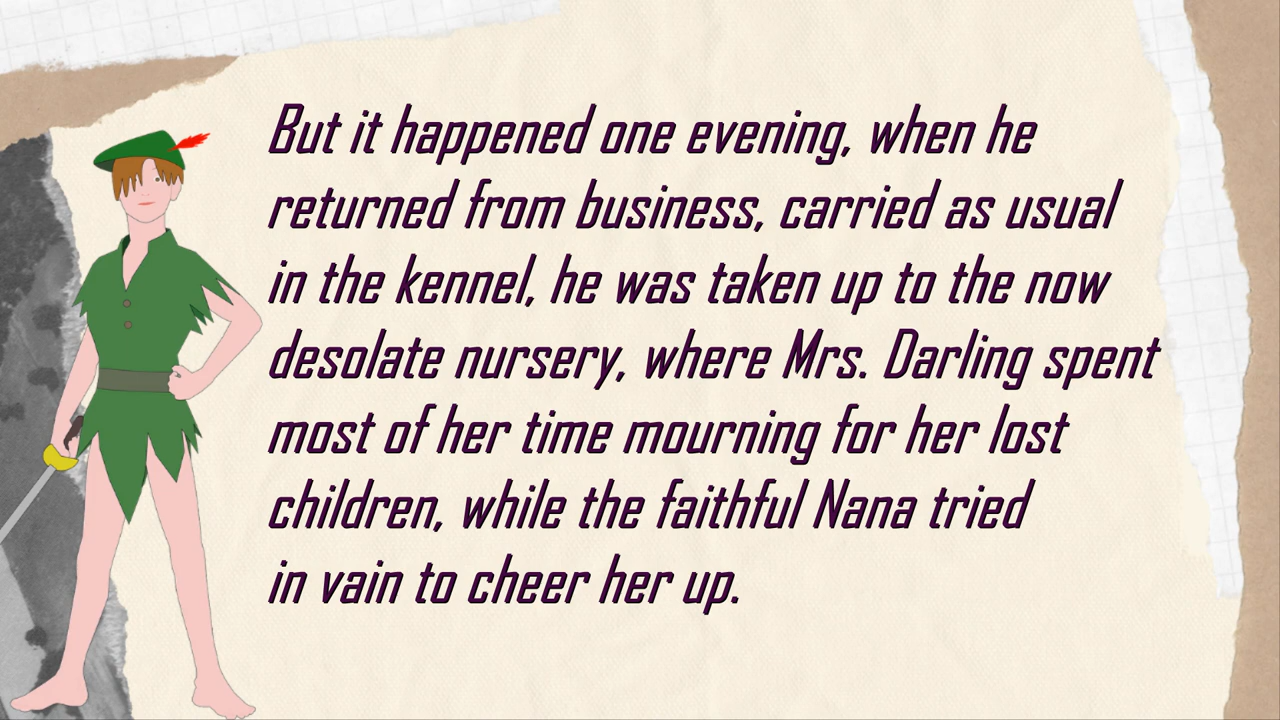 But it happened one evening, when he
returned from business, carried as usual
in the kennel, he was taken up to the now
desolate nursery, where Mrs. Darling spent
most of her time mourning for her lost
children, while the faithful Nana tried
in vain to cheer her up.